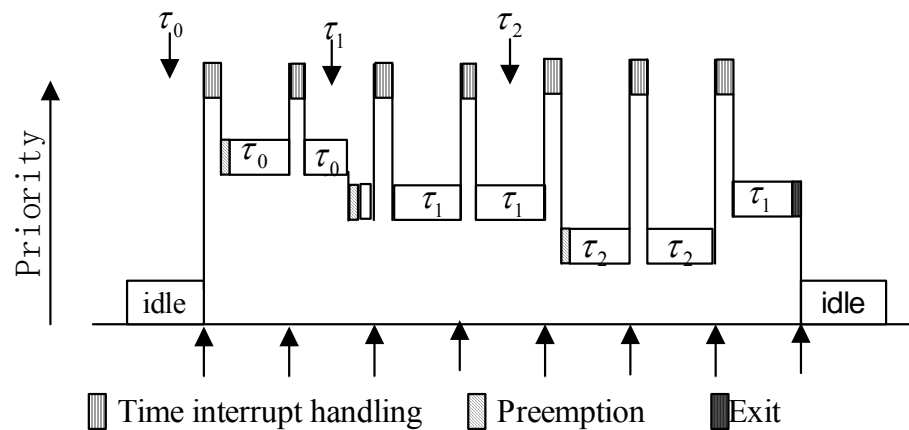 τ₀ τ₁ τ₂
Priority
τ₀ τ₀
τ₁ τ₁ τ₁
τ₂ τ₂
idle idle
Time interrupt handling Preemption Exit